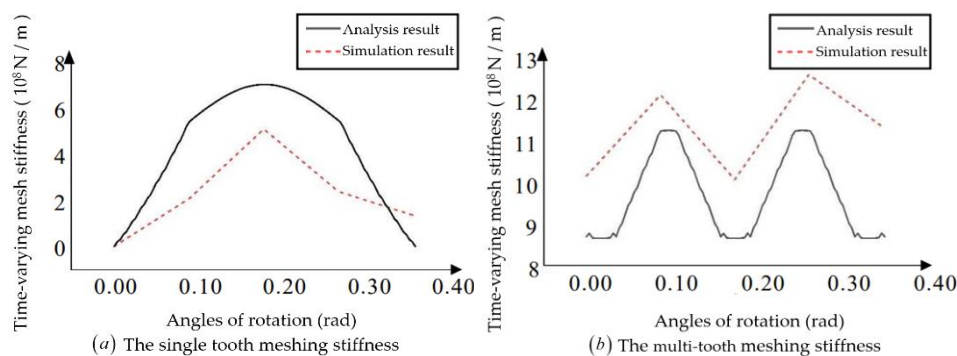 Analysis result
Simulation result
Time-varying mesh stiffness ( 10⁸ N / m )
8
6
4
2
0
0.00 0.10 0.20 0.30 0.40
Angles of rotation (rad)
(a) The single tooth meshing stiffness
Analysis result
Simulation result
Time-varying mesh stiffness ( 10⁸ N / m )
13
12
11
10
9
8
0.00 0.10 0.20 0.30 0.40
Angles of rotation (rad)
(b) The multi-tooth meshing stiffness